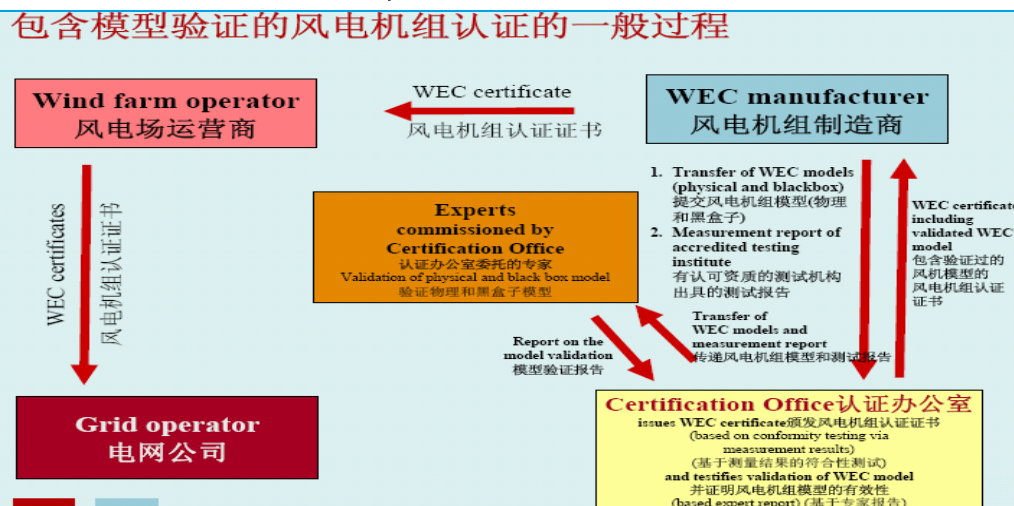 包含模型验证的风电机组认证的一般过程
Wind farm operator
风电场运营商
WEC certificate
风电机组认证证书
WEC manufacturer
风电机组制造商
WEC certificates
风电机组认证证书
Experts
commissioned by
Certification Office
认证办公室委托的专家
Validation of physical and black box model
验证物理和黑盒子模型
1. Transfer of WEC models
(physical and blackbox)
提交风电机组模型(物理
和黑盒子)
2. Measurement report of
accredited testing
institute
有认可资质的测试机构
出具的测试报告
WEC certificate
including
validated WEC
model
包含验证过的
风机模型的
风电机组认证
证书
Transfer of
WEC models and
measurement report
传递风电机组模型和测试报告
Report on the
model validation
模型验证报告
Grid operator
电网公司
Certification Office认证办公室
issues WEC certificate颁发风电机组认证证书
(based on conformity testing via
measurement results)
(基于测量结果的符合性测试)
and testifies validation of WEC model
并证明风电机组模型的有效性
(based expert report) (基于专家报告)